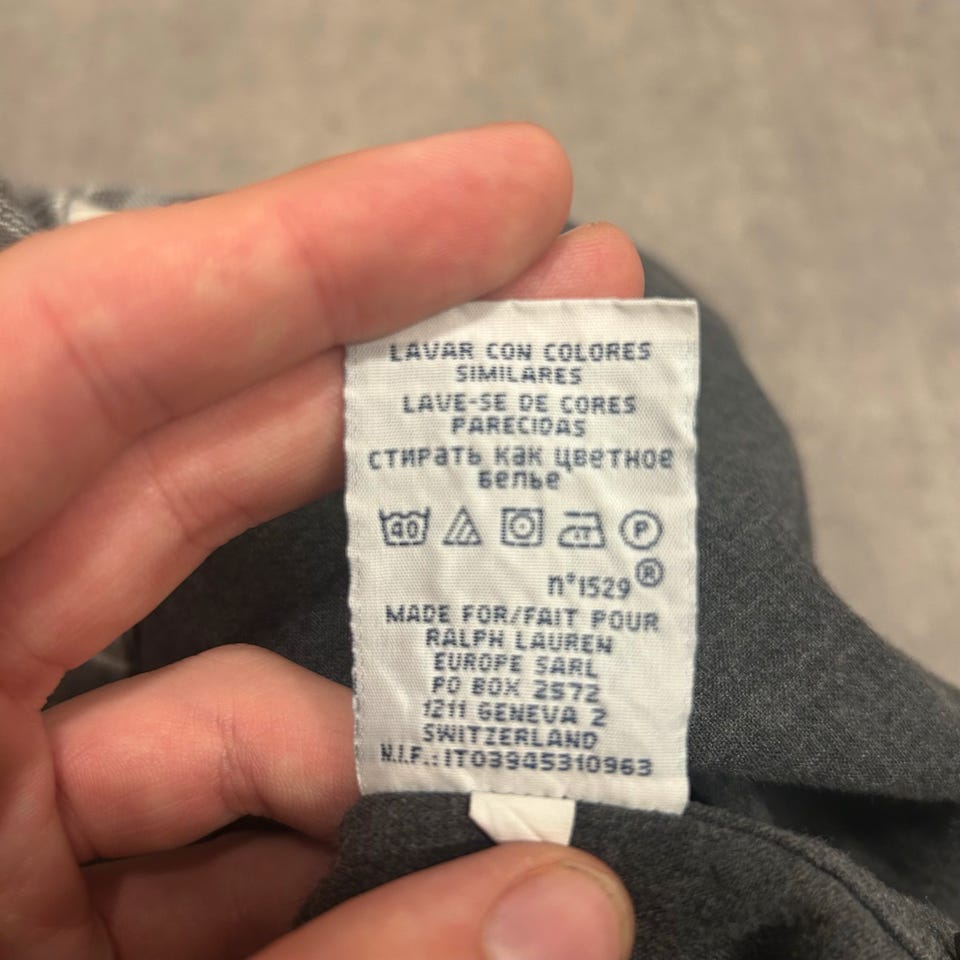 LAVAR CON COLORES
SIMILARES
LAVE-SE DE CORES
PARECIDAS
СТИРАТЬ КАК ЦВЕТНОЕ
БЕЛЬЕ
40 P
n°1529®
MADE FOR/FAIT POUR
RALPH LAUREN
EUROPE SARL
PO BOX 2572
1211 GENEVA 2
SWITZERLAND
N.I.F.: IT03945310963